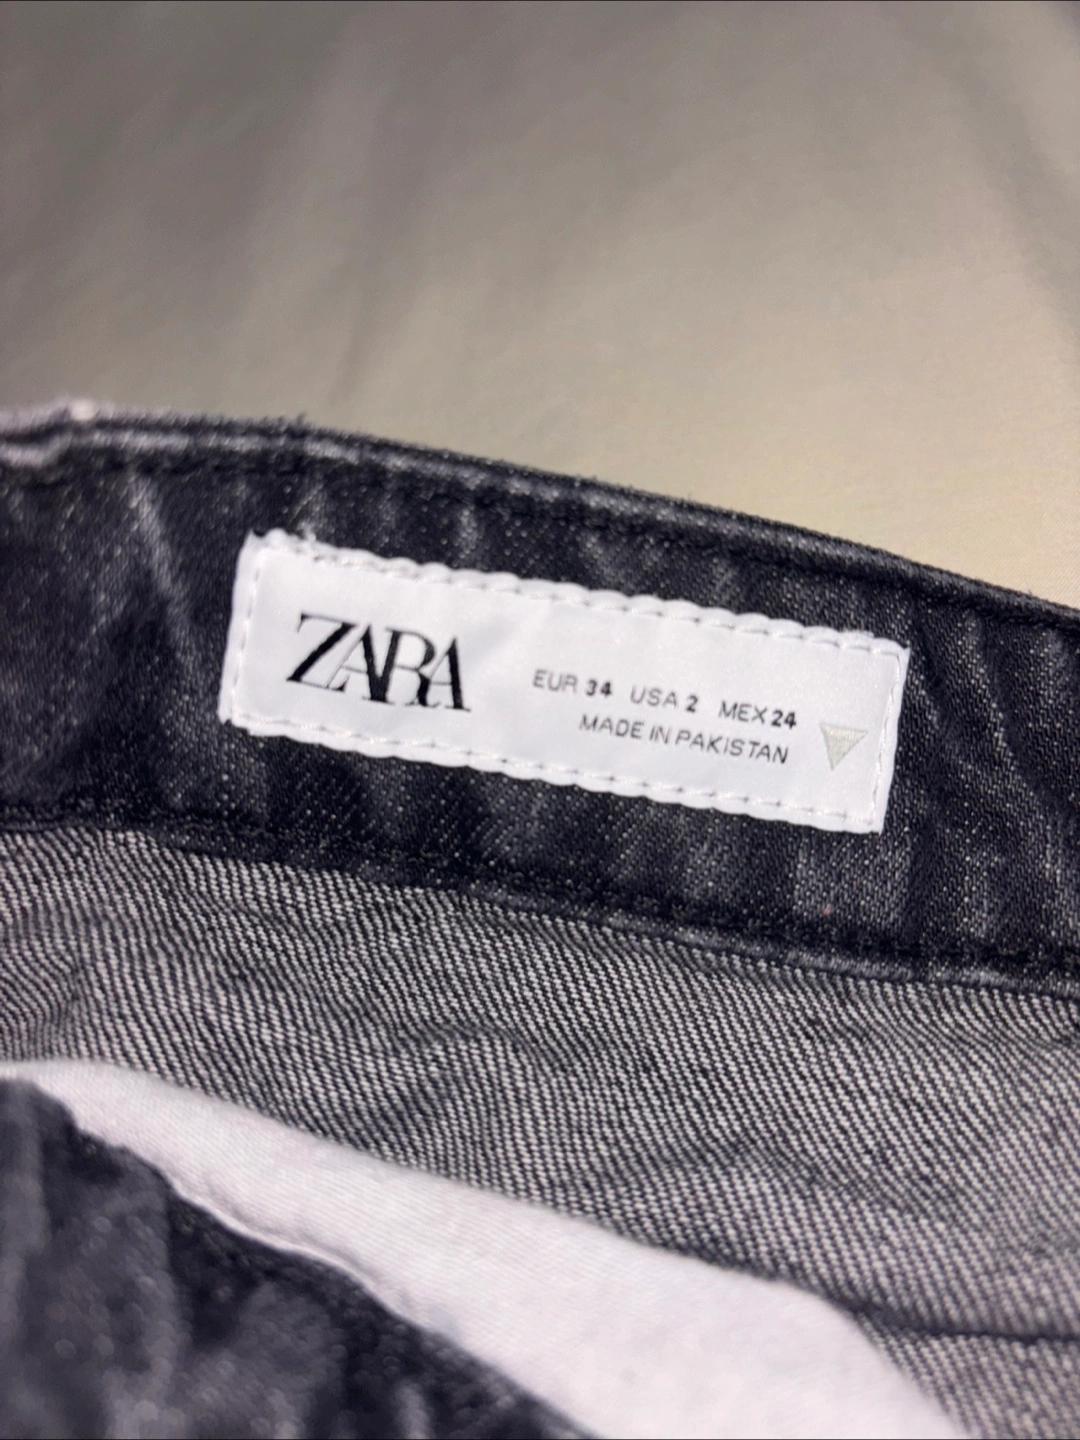 ZARA
EUR 34 USA 2 MEX 24
MADE IN PAKISTAN